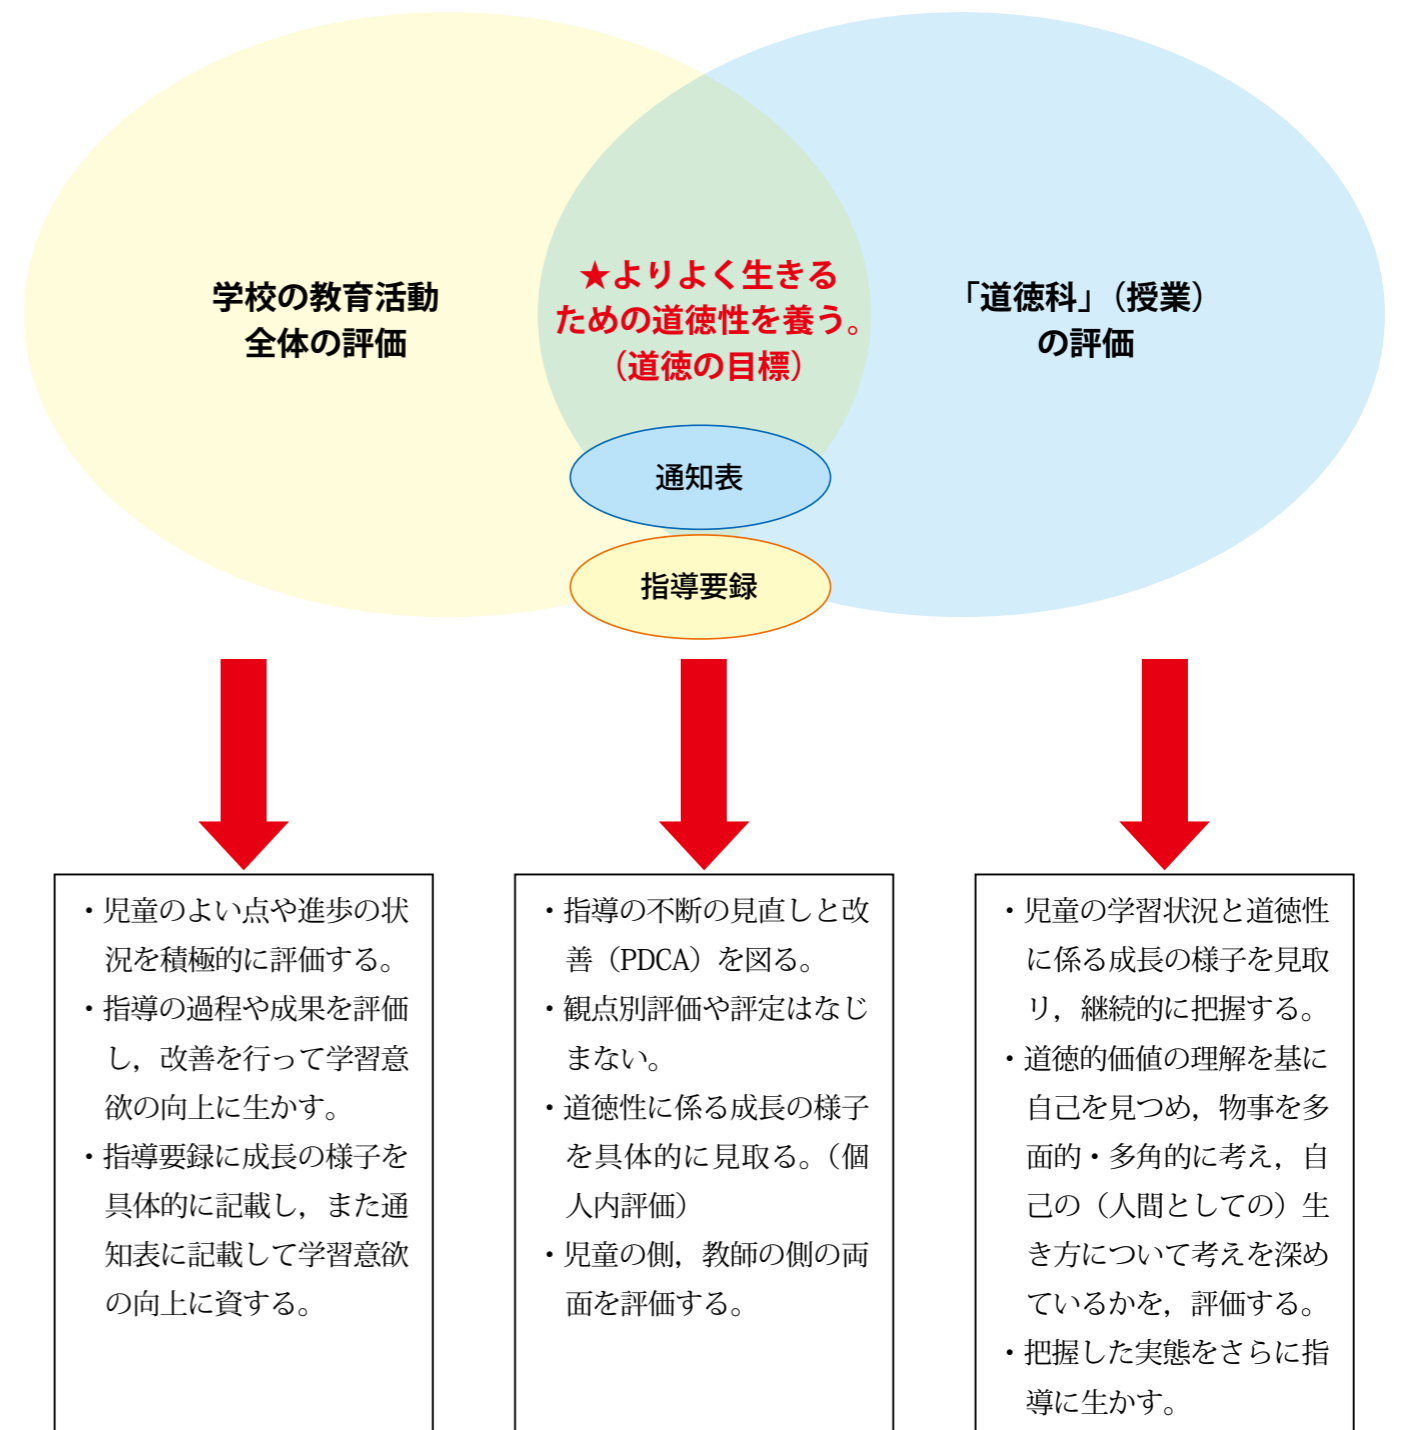 学校の教育活動
全体の評価
★よりよく生きる
ための道徳性を養う。
（道徳の目標）
「道徳科」（授業）
の評価
通知表
指導要録
・児童のよい点や進歩の状
況を積極的に評価する。
・指導の過程や成果を評価
し，改善を行って学習意
欲の向上に生かす。
・指導要録に成長の様子を
具体的に記載し，また通
知表に記載して学習意欲
の向上に資する。
・指導の不断の見直しと改
善（PDCA）を図る。
・観点別評価や評定はなじ
まない。
・道徳性に係る成長の様子
を具体的に見取る。（個
人内評価）
・児童の側，教師の側の両
面を評価する。
・児童の学習状況と道徳性
に係る成長の様子を見取
り，継続的に把握する。
・道徳的価値の理解を基に
自己を見つめ，物事を多
面的・多角的に考え，自
己の（人間としての）生
き方について考えを深め
ているかを，評価する。
・把握した実態をさらに指
導に生かす。